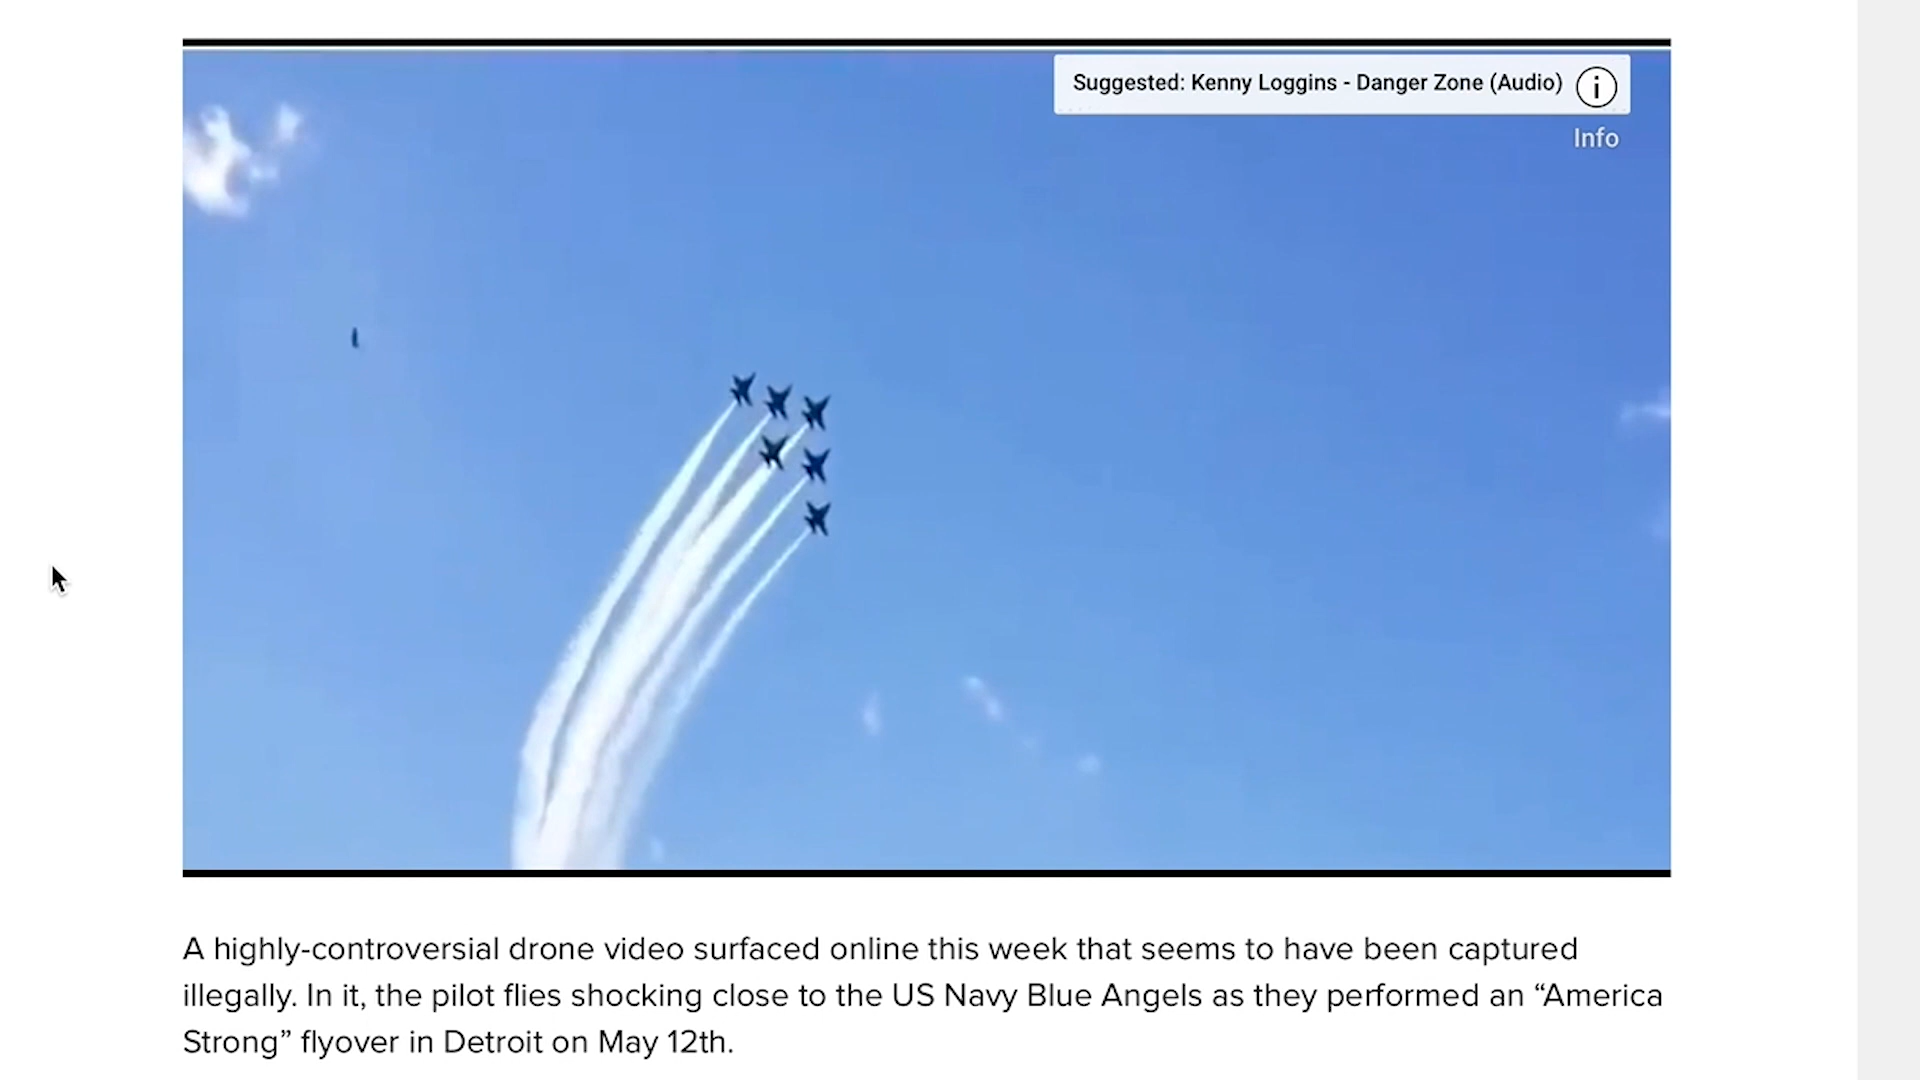 Suggested: Kenny Loggins - Danger Zone (Audio)
Info
A highly-controversial drone video surfaced online this week that seems to have been captured
illegally. In it, the pilot flies shocking close to the US Navy Blue Angels as they performed an “America
Strong” flyover in Detroit on May 12th.